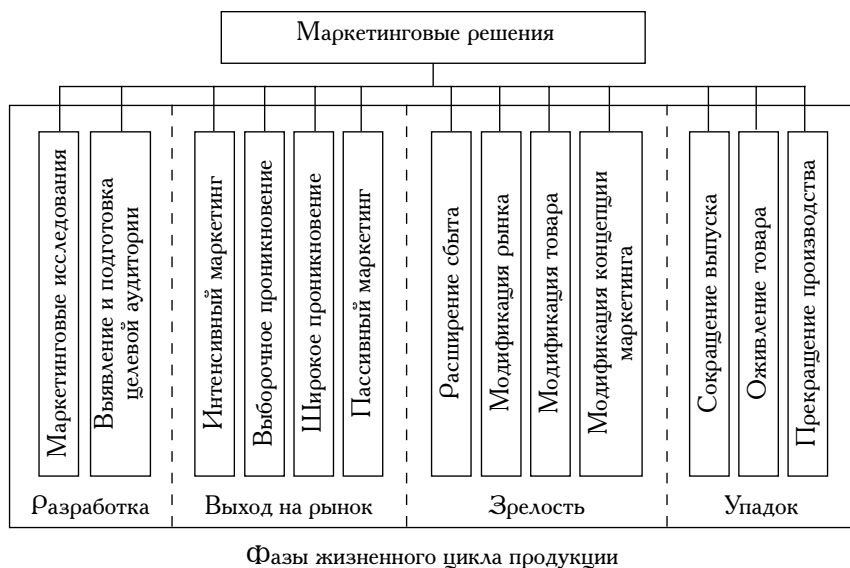 Маркетинговые решения
Маркетинговые исследования
Выявление и подготовка
целевой аудитории
Интенсивный маркетинг
Выборочное проникновение
Широкое проникновение
Пассивный маркетинг
Расширение сбыта
Модификация рынка
Модификация товара
Модификация концепции
маркетинга
Сокращение выпуска
Оживление товара
Прекращение производства
Разработка
Выход на рынок
Зрелость
Упадок
Фазы жизненного цикла продукции